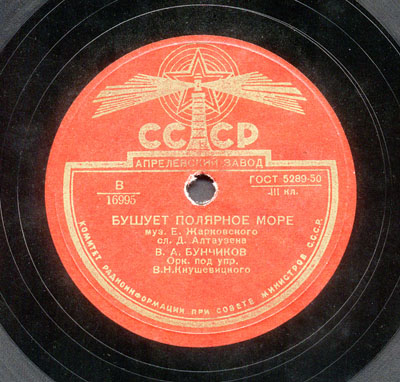 СССР
АПРЕЛЕВСКИЙ ЗАВОД
В
16995
ГОСТ 5289-50
III кл.
БУШУЕТ ПОЛЯРНОЕ МОРЕ
муз. Е. Жарковского
сл. Д. Алтаузена
В. А. БУНЧИКОВ
Орк. под упр.
В.Н.Кнушевицкого
КОМИТЕТ РАДИОИНФОРМАЦИИ ПРИ СОВЕТЕ МИНИСТРОВ С.С.С.Р.